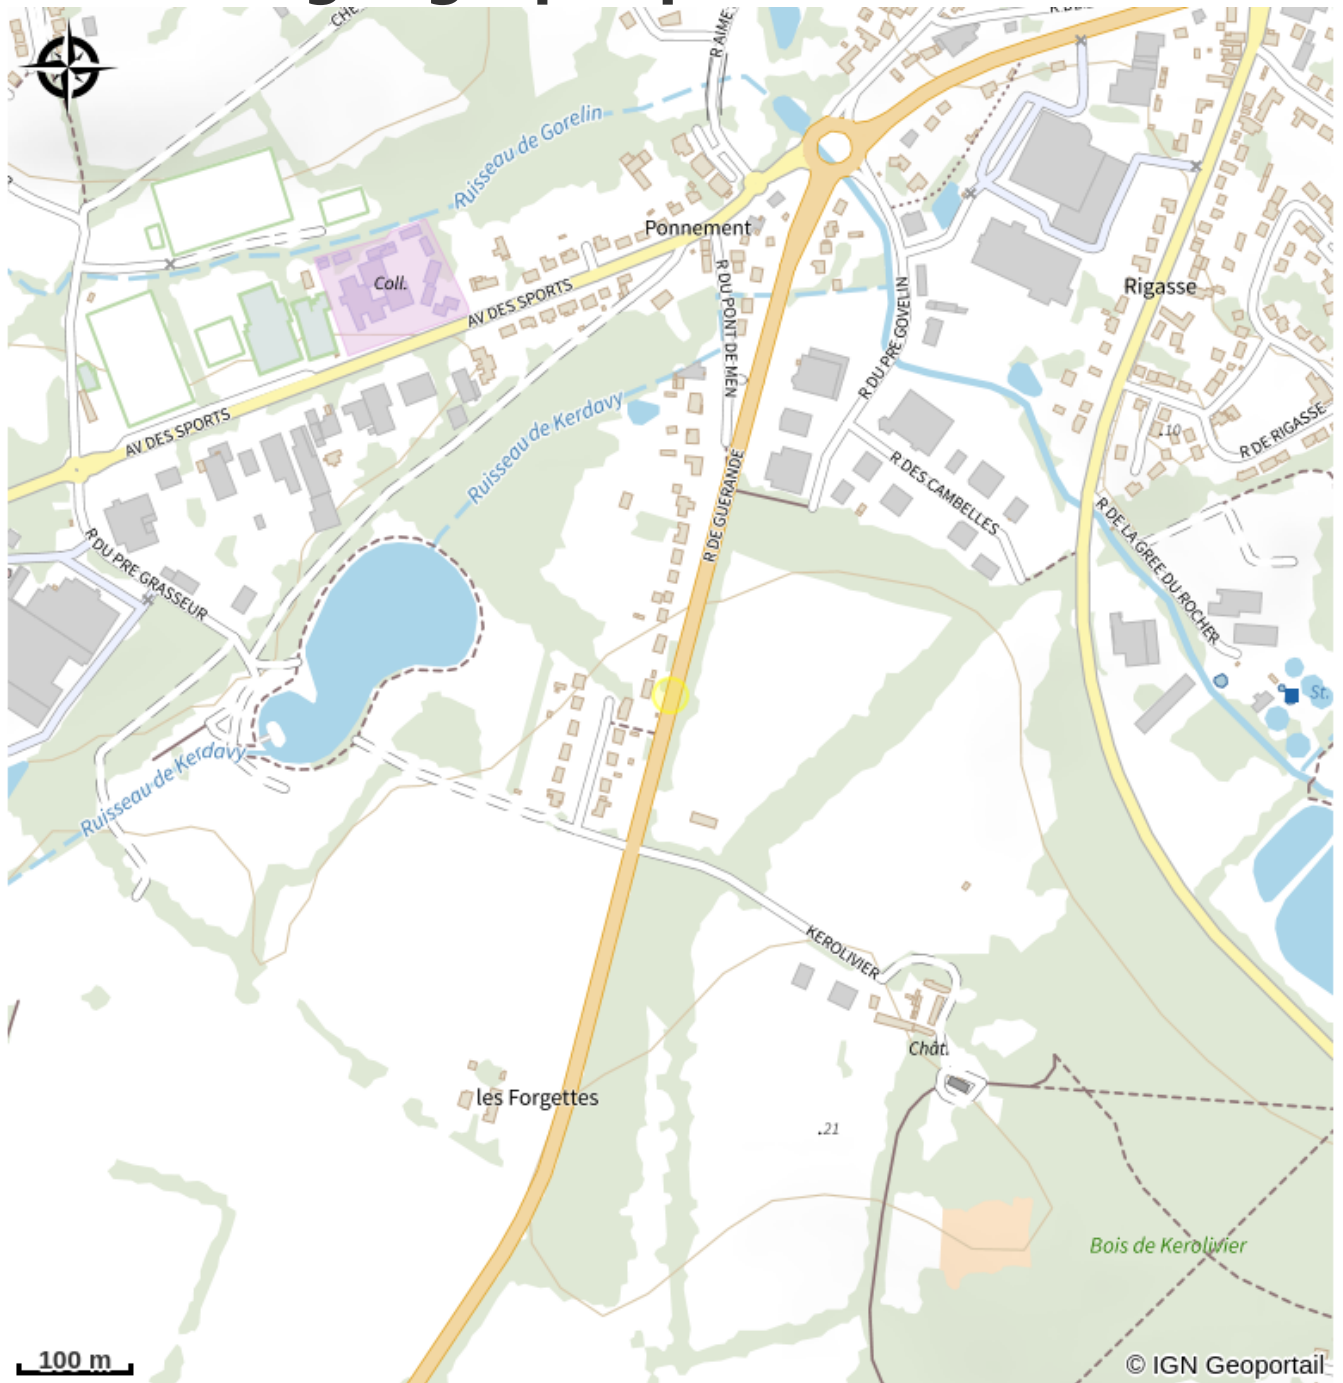 R AIME
Ruisseau de Gorelin
Ponnement
Coll.
AV DES SPORTS
R DU PONT DE MEN
R DU PRE GOVELIN
Rigasse
.10
R DE RIGASSE
AV DES SPORTS
Ruisseau de Kerdavy
R DE GUERANDE
R DES CAMBELLES
R DE LA GREE DU ROCHER
R DU PRE GRASSEUR
St.
Ruisseau de Kerdavy
KEROLIVIER
Chât.
les Forgettes
.21
Bois de Kerolivier
100 m
© IGN Geoportail